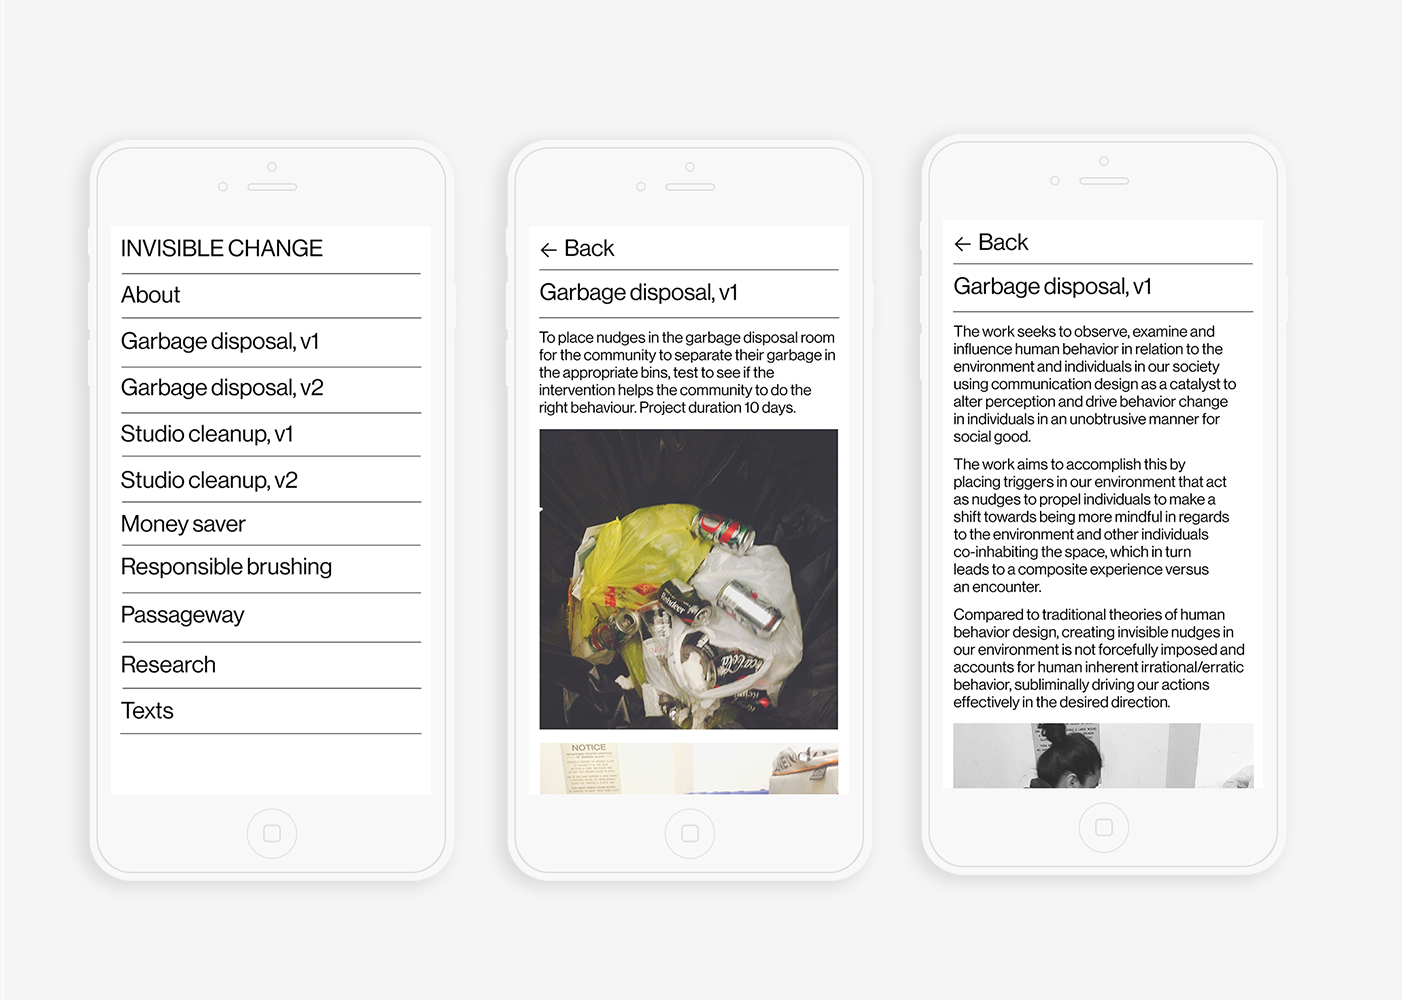 INVISIBLE CHANGE
About
Garbage disposal, v1
Garbage disposal, v2
Studio cleanup, v1
Studio cleanup, v2
Money saver
Responsible brushing
Passageway
Research
Texts
← Back
Garbage disposal, v1
To place nudges in the garbage disposal room
for the community to separate their garbage in
the appropriate bins, test to see if the
intervention helps the community to do the
right behaviour. Project duration 10 days.
Reindeer
Coca-Cola
NOTICE
← Back
Garbage disposal, v1
The work seeks to observe, examine and
influence human behavior in relation to the
environment and individuals in our society
using communication design as a catalyst to
alter perception and drive behavior change
in individuals in an unobtrusive manner for
social good.
The work aims to accomplish this by
placing triggers in our environment that act
as nudges to propel individuals to make a
shift towards being more mindful in regards
to the environment and other individuals
co-inhabiting the space, which in turn
leads to a composite experience versus
an encounter.
Compared to traditional theories of human
behavior design, creating invisible nudges in
our environment is not forcefully imposed and
accounts for human inherent irrational/erratic
behavior, subliminally driving our actions
effectively in the desired direction.